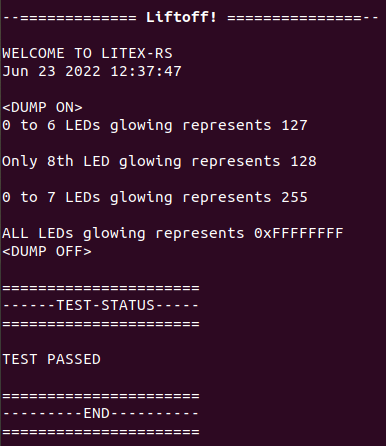 --============= Liftoff! ===============--
WELCOME TO LITEX-RS
Jun 23 2022 12:37:47
<DUMP ON>
0 to 6 LEDs glowing represents 127
Only 8th LED glowing represents 128
0 to 7 LEDs glowing represents 255
ALL LEDs glowing represents 0xFFFFFFFF
<DUMP OFF>
======================
------TEST-STATUS-----
======================
TEST PASSED
======================
---------END----------
======================